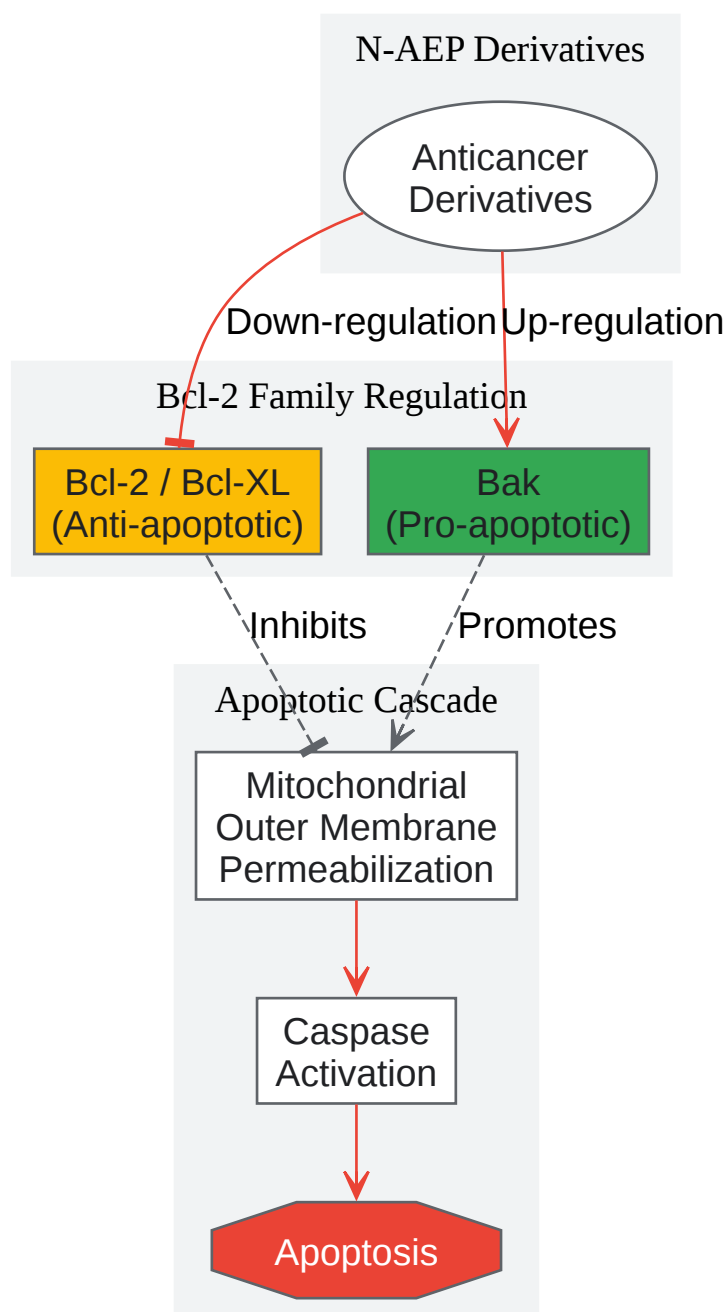 N-AEP Derivatives
Anticancer
Derivatives
Down-regulation
Up-regulation
Bcl-2 Family Regulation
Bcl-2 / Bcl-XL
(Anti-apoptotic)
Bak
(Pro-apoptotic)
Inhibits
Promotes
Apoptotic Cascade
Mitochondrial
Outer Membrane
Permeabilization
Caspase
Activation
Apoptosis